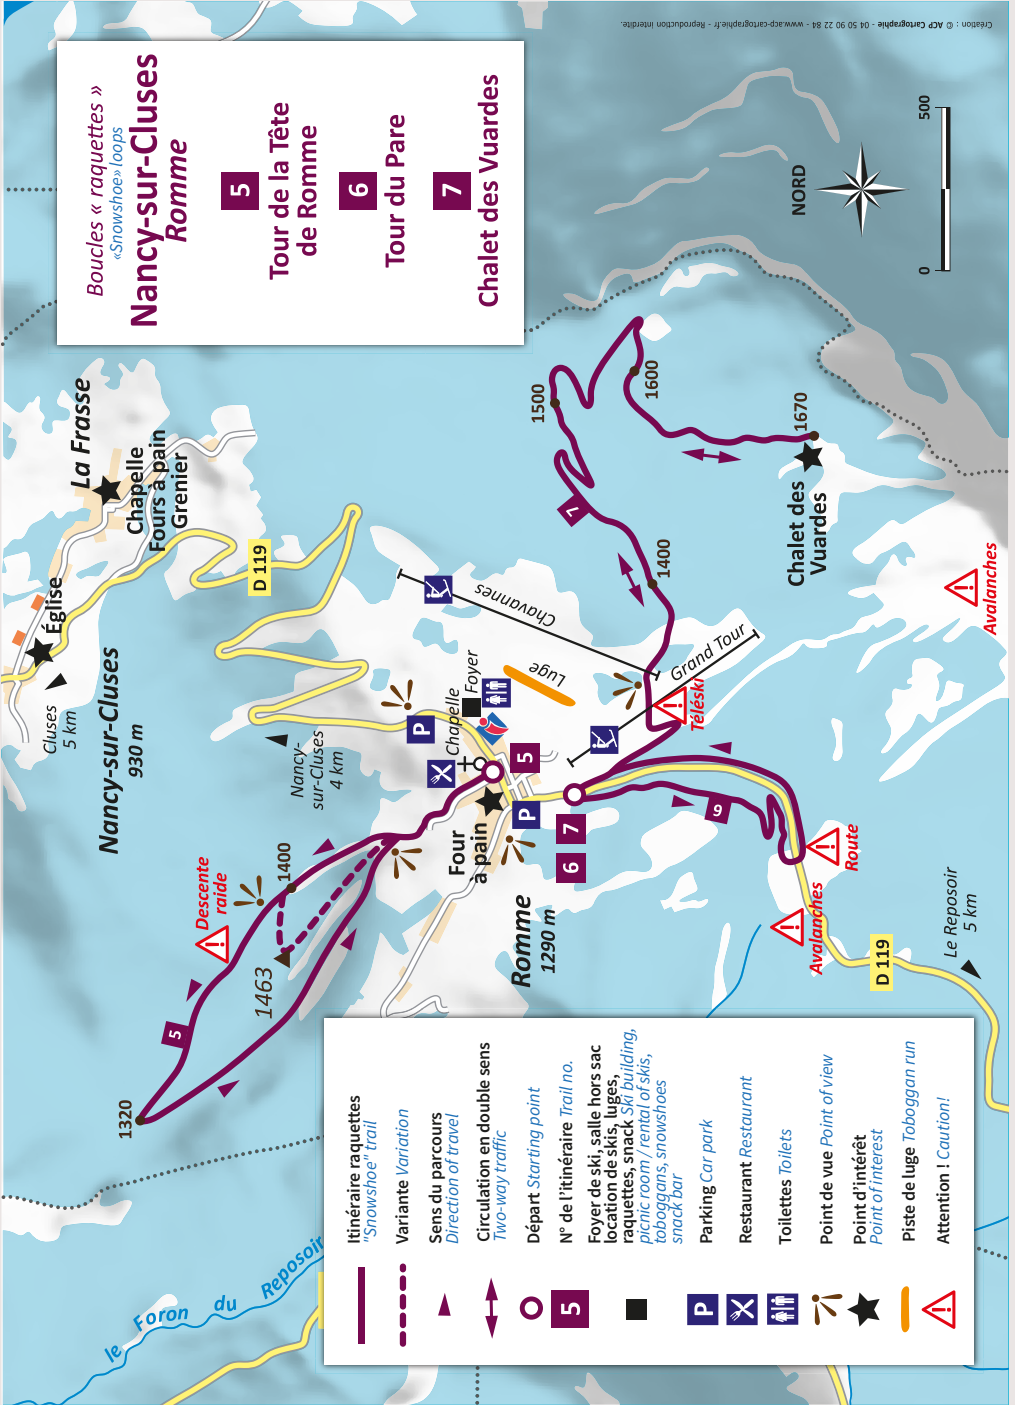 Boucles « raquettes »
«Snowshoe» loops
Nancy-sur-Cluses
Romme
5
Tour de la Tête
de Romme
6
Tour du Pare
7
Chalet des Vuardes
Création : © ACP Cartographie - 04 50 90 22 84 - www.acp-cartographie.fr - Reproduction interdite.
NORD
0
500
La Frasse
Chapelle
Fours à pain
Grenier
Église
Cluses
5 km
Nancy-sur-Cluses
930 m
D 119
Nancy-
sur-Cluses
4 km
Chavannes
Luge
Foyer
Chapelle
P
5
Four
à pain
P
Romme
1290 m
6
7
Grand Tour
Téléski
1400
7
1500
1600
1670
Chalet des
Vuardes
Avalanches
6
Route
Avalanches
D 119
Le Reposoir
5 km
Descente
raide
1400
1463
5
1320
le Foron du Reposoir
Itinéraire raquettes
"Snowshoe" trail
Variante Variation
Sens du parcours
Direction of travel
Circulation en double sens
Two-way traffic
Départ Starting point
5
N° de l'itinéraire Trail no.
Foyer de ski, salle hors sac
location de skis, luges,
raquettes, snack Ski building,
picnic room / rental of skis,
toboggans, snowshoes
snack bar
P
Parking Car park
Restaurant Restaurant
Toilettes Toilets
Point de vue Point of view
Point d'intérêt
Point of interest
Piste de luge Toboggan run
Attention ! Caution!